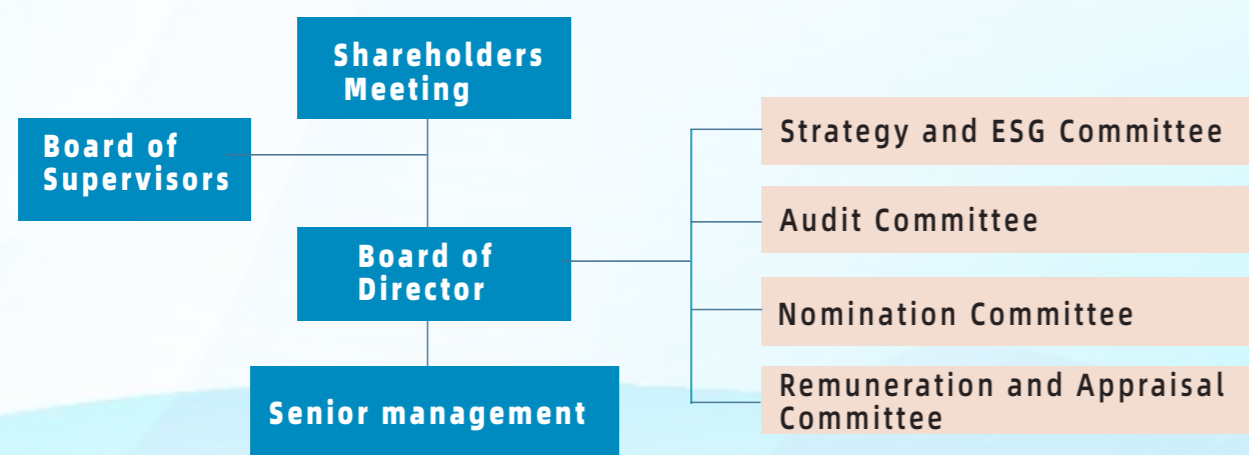 Shareholders
Meeting
Board of
Supervisors
Board of
Director
Senior management
Strategy and ESG Committee
Audit Committee
Nomination Committee
Remuneration and Appraisal
Committee